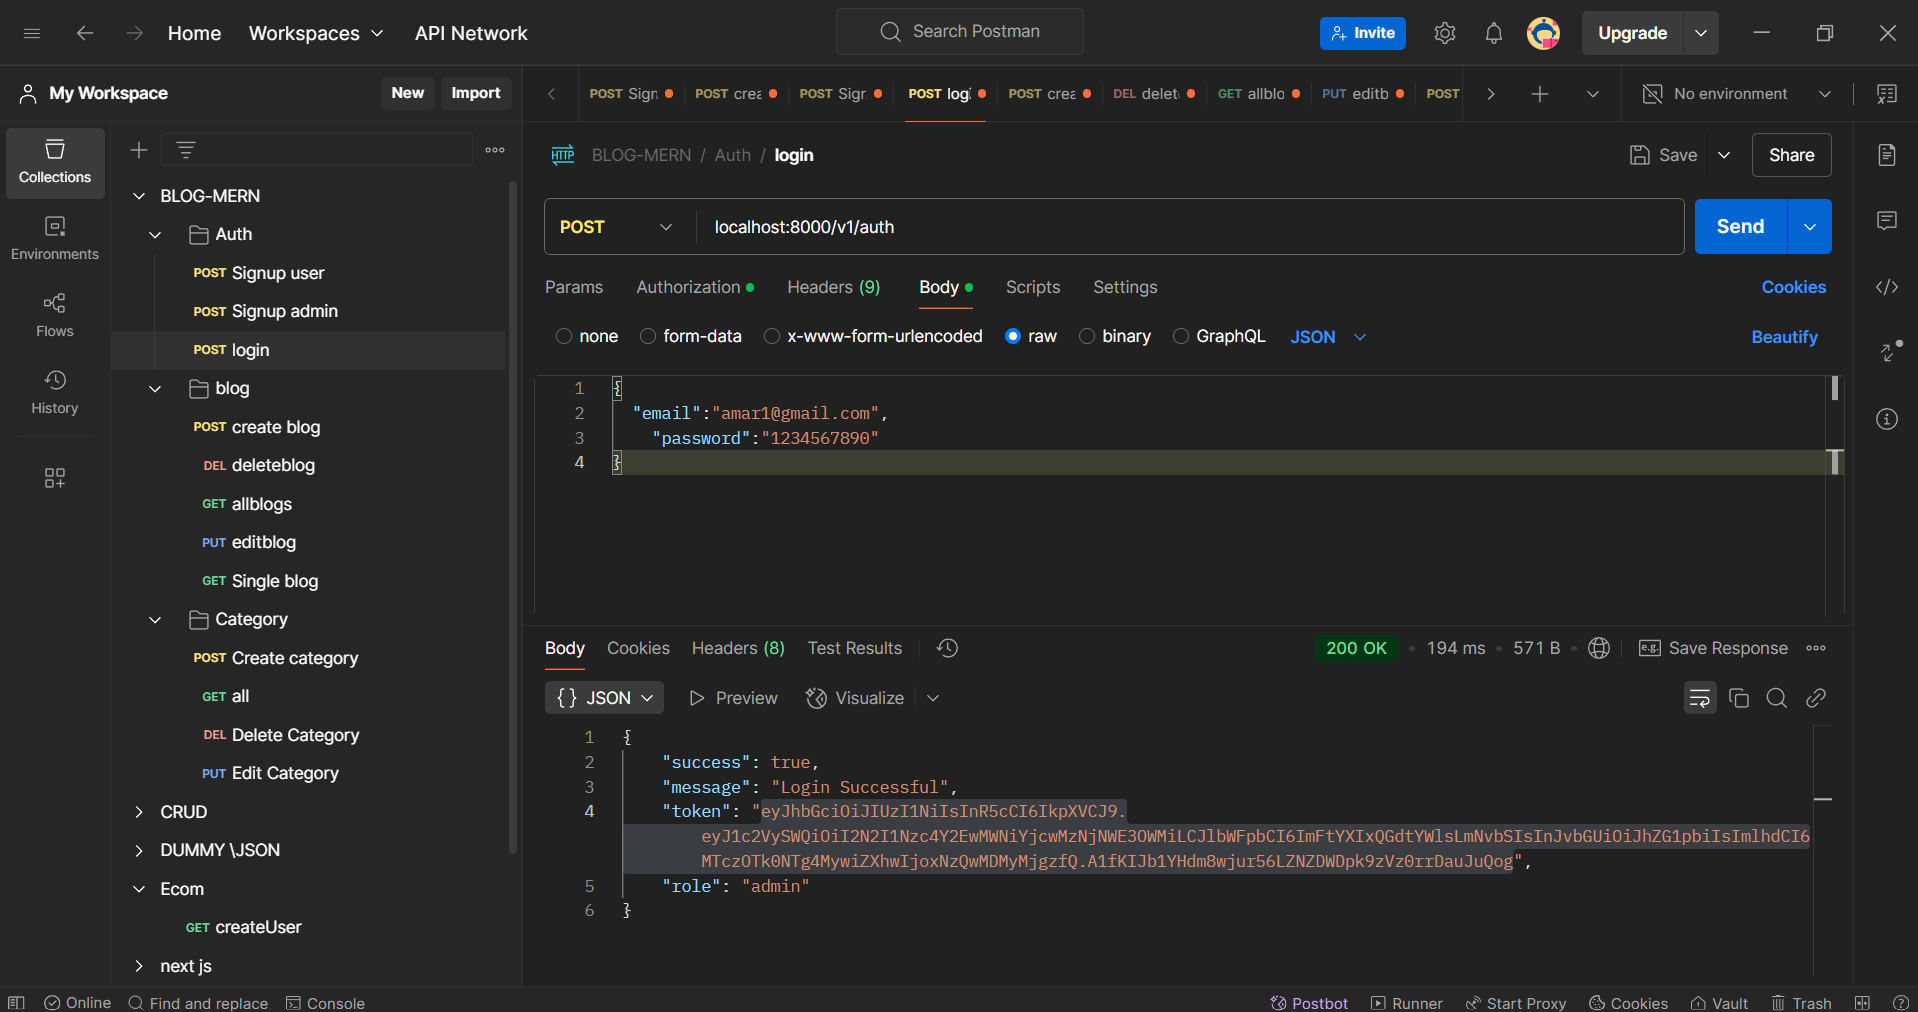 Home Workspaces API Network Search Postman Invite Upgrade
My Workspace New Import POST Sign POST crea POST Sigr POST logi POST crea DEL delet GET allblo PUT editb POST No environment
Collections
Environments
Flows
History
BLOG-MERN
Auth
POST Signup user
POST Signup admin
POST login
blog
POST create blog
DEL deleteblog
GET allblogs
PUT editblog
GET Single blog
Category
POST Create category
GET all
DEL Delete Category
PUT Edit Category
CRUD
DUMMY \JSON
Ecom
GET createUser
next js
HTTP BLOG-MERN / Auth / login Save Share
POST localhost:8000/v1/auth Send
Params Authorization Headers (9) Body Scripts Settings Cookies
none form-data x-www-form-urlencoded raw binary GraphQL JSON Beautify
1 {
2 "email":"amar1@gmail.com",
3 "password":"1234567890"
4 }
Body Cookies Headers (8) Test Results 200 OK • 194 ms • 571 B • e.g. Save Response
{} JSON Preview Visualize
1 {
2 "success": true,
3 "message": "Login Successful",
4 "token": "eyJhbGciOiJIUzI1NiIsInR5cCI6IkpXVCJ9.
eyJ1c2VySWQiOiI2N2I1Nzc4Y2EwMWNiYjcwMzNjNWE3OWMiLCJlbWFpbCI6ImFtYXIxQGdtYWlsLmNvbSIsInJvbGUiOiJhZG1pbiIsImlhdCI6
MTczOTk0NTg4MywiZXhwIjoxNzQwMDMyMjgzfQ.A1fKIJb1YHdm8wjur56LZNZDWDpk9zVz0rrDauJuQog",
5 "role": "admin"
6 }
Online Find and replace Console Postbot Runner Start Proxy Cookies Vault Trash